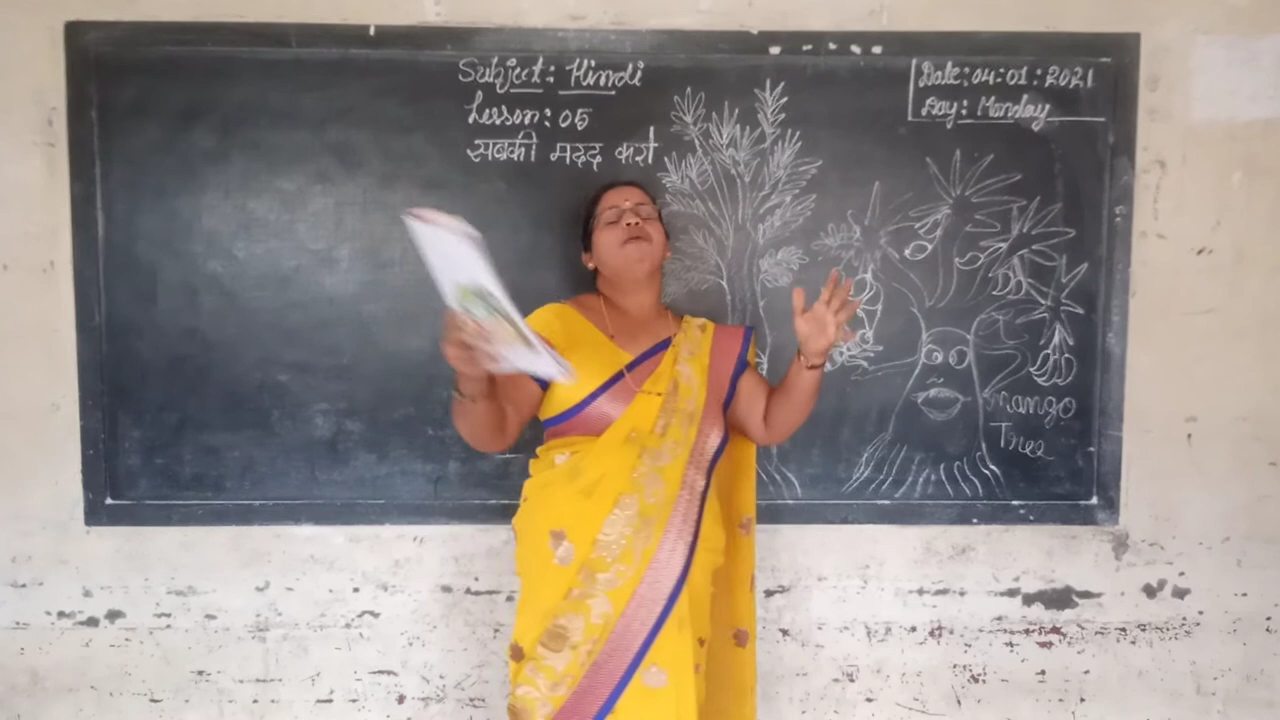 Subject: Hindi
Lesson: 05
सबकी मदद करो
Date: 04:01:2021
Day: Monday
mango
Tree